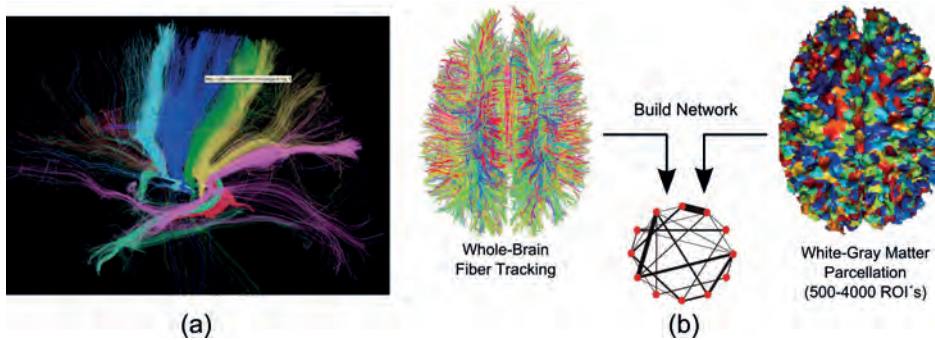 Build Network
Whole-Brain
Fiber Tracking
White-Gray Matter
Parcellation
(500-4000 ROI´s)
(a)
(b)